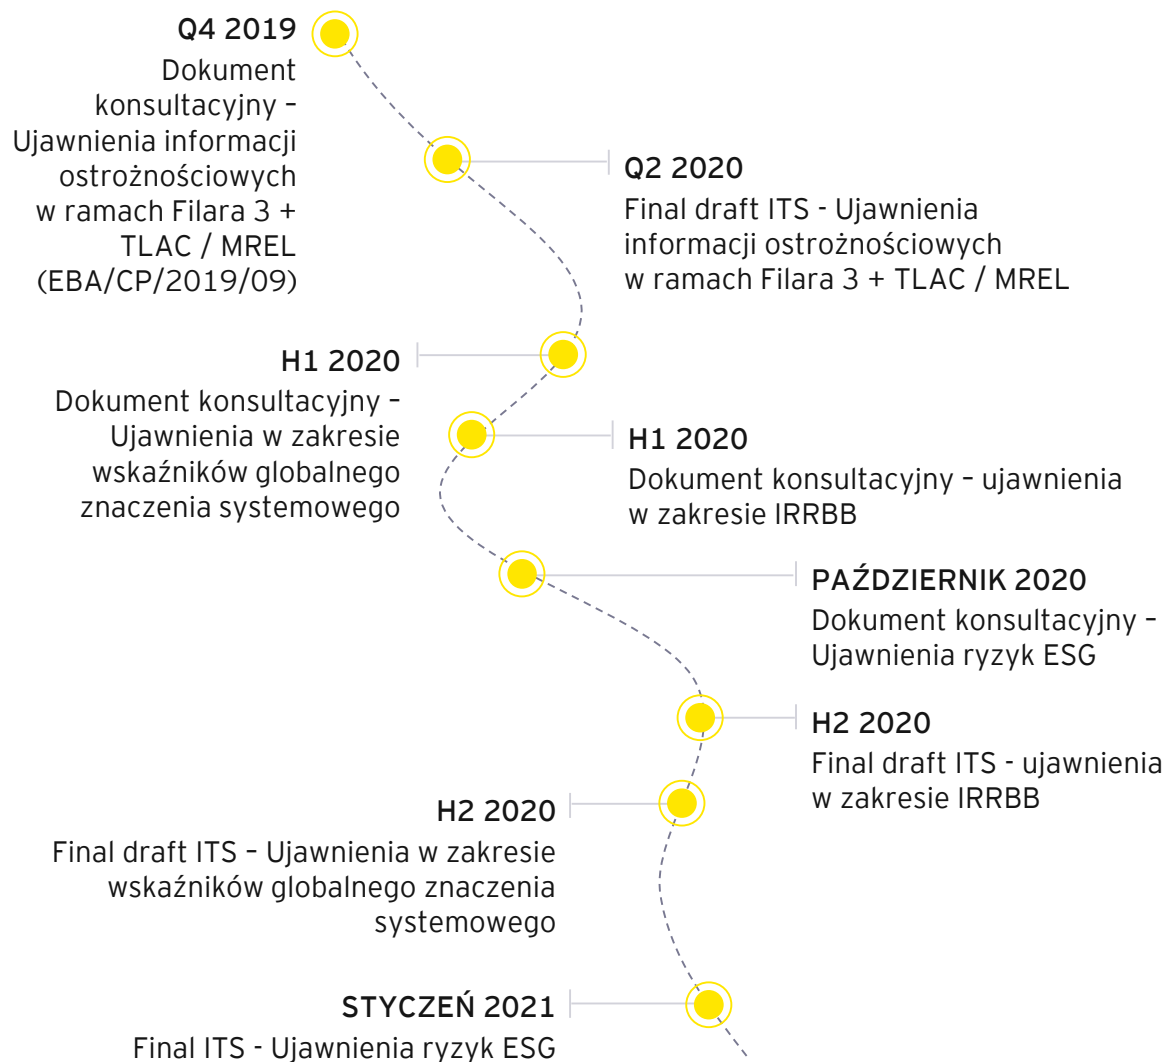 Q4 2019
Dokument
konsultacyjny –
Ujawnienia informacji
ostrożnościowych
w ramach Filara 3 +
TLAC / MREL
(EBA/CP/2019/09)
Q2 2020
Final draft ITS - Ujawnienia
informacji ostrożnościowych
w ramach Filara 3 + TLAC / MREL
H1 2020
Dokument konsultacyjny –
Ujawnienia w zakresie
wskaźników globalnego
znaczenia systemowego
H1 2020
Dokument konsultacyjny – ujawnienia
w zakresie IRRBB
PAŹDZIERNIK 2020
Dokument konsultacyjny –
Ujawnienia ryzyk ESG
H2 2020
Final draft ITS - ujawnienia
w zakresie IRRBB
H2 2020
Final draft ITS – Ujawnienia w zakresie
wskaźników globalnego znaczenia
systemowego
STYCZEŃ 2021
Final ITS - Ujawnienia ryzyk ESG